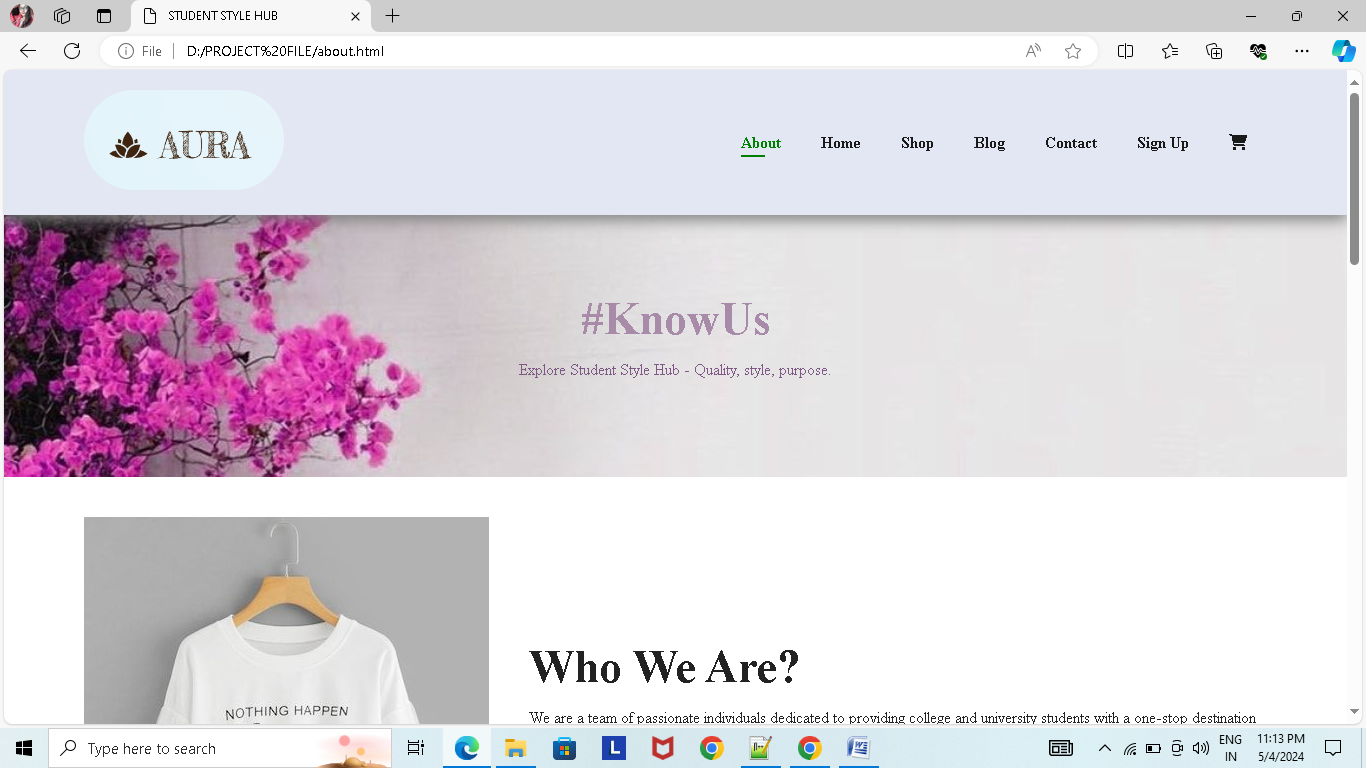 STUDENT STYLE HUB
File
D:/PROJECT%20FILE/about.html
AURA
About Home Shop Blog Contact Sign Up
#KnowUs
Explore Student Style Hub - Quality, style, purpose.
NOTHING HAPPEN
Who We Are?
We are a team of passionate individuals dedicated to providing college and university students with a one-stop destination
Type here to search
L
W
ENG
IN
11:13 PM
5/4/2024